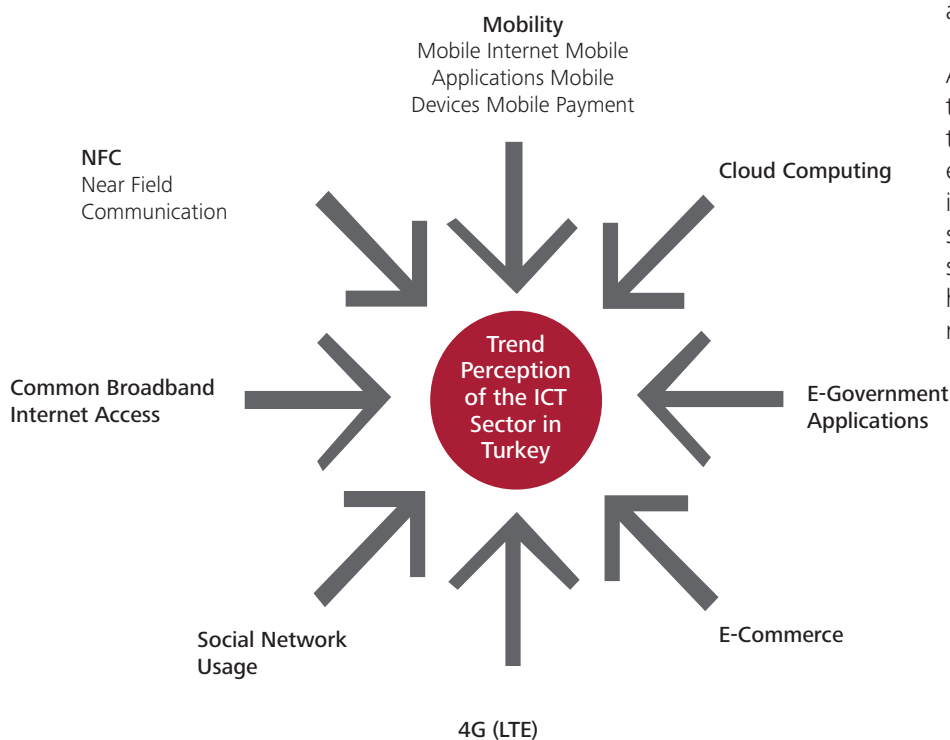 Mobility
Mobile Internet Mobile
Applications Mobile
Devices Mobile Payment
NFC
Near Field
Communication
Cloud Computing
Trend
Perception
of the ICT
Sector in
Turkey
Common Broadband
Internet Access
E-Government
Applications
Social Network
Usage
E-Commerce
4G (LTE)